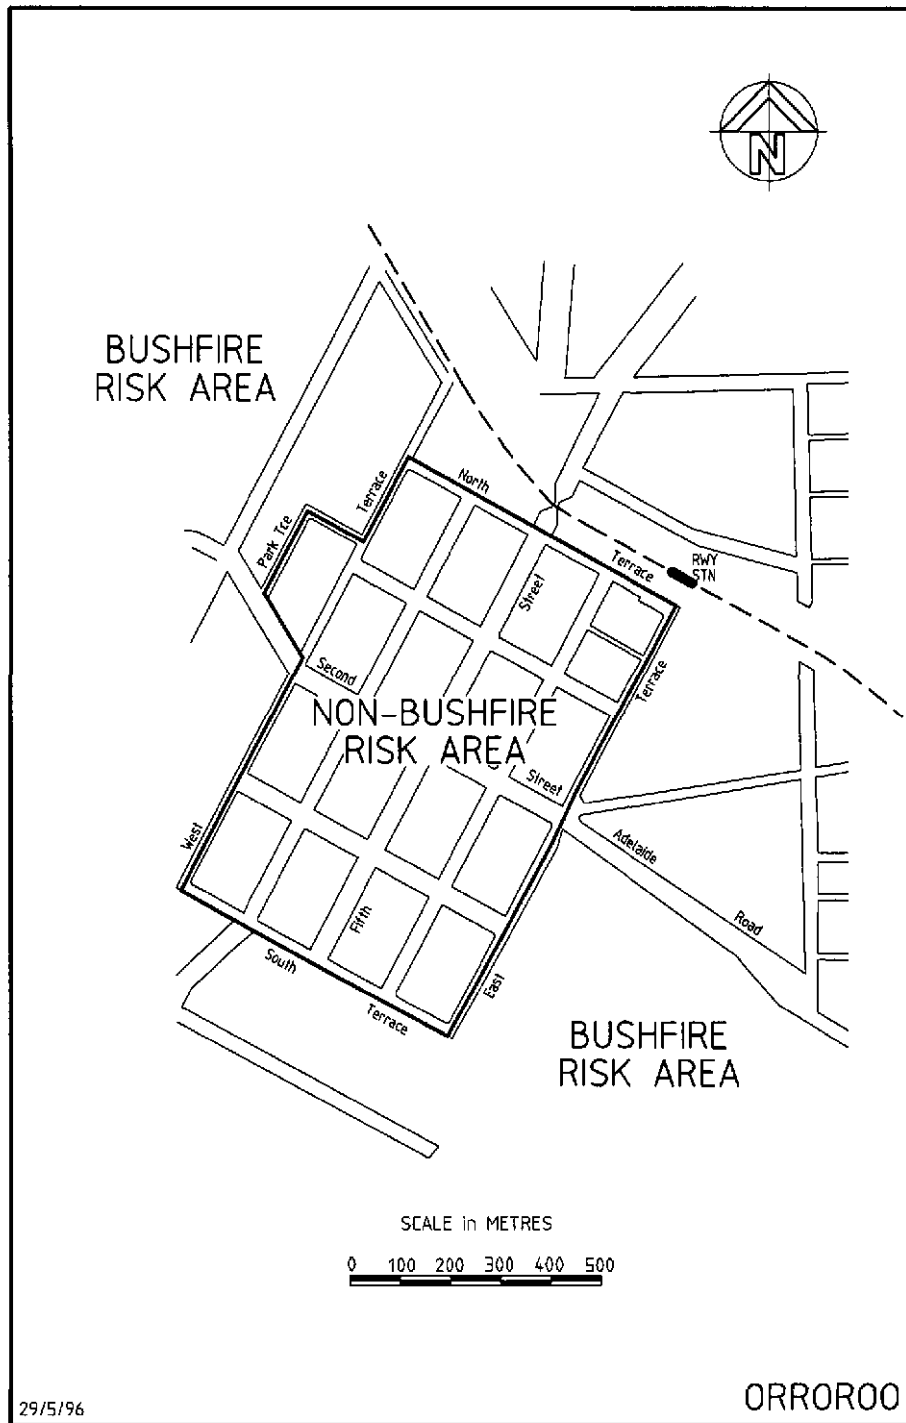 N
BUSHFIRE
RISK AREA
North
Terrace
Park Tce
Terrace
RWY
STN
Street
Second
Terrace
NON-BUSHFIRE
RISK AREA
Street
West
Adelaide
Road
Fifth
South
East
Terrace
BUSHFIRE
RISK AREA
SCALE in METRES
0 100 200 300 400 500
29/5/96
ORROROO